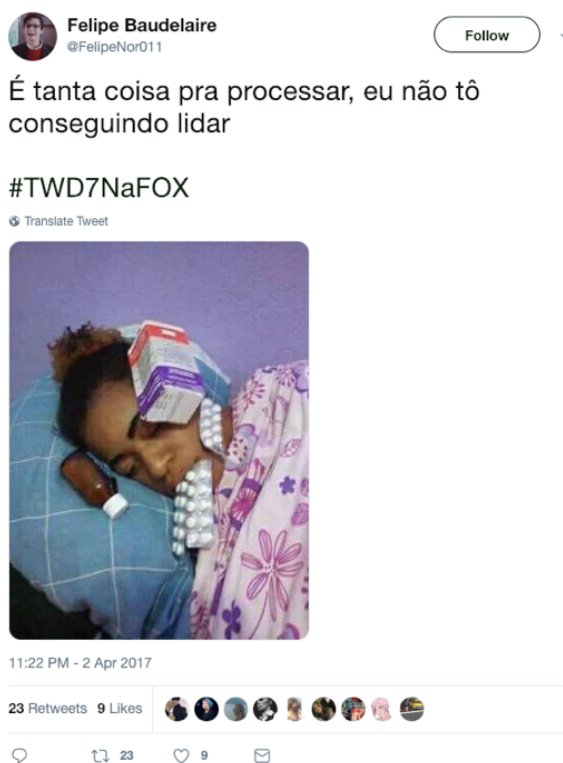 Felipe Baudelaire
@FelipeNor011
Follow
É tanta coisa pra processar, eu não tô
conseguindo lidar
#TWD7NaFOX
Translate Tweet
11:22 PM - 2 Apr 2017
23 Retweets 9 Likes
23 9